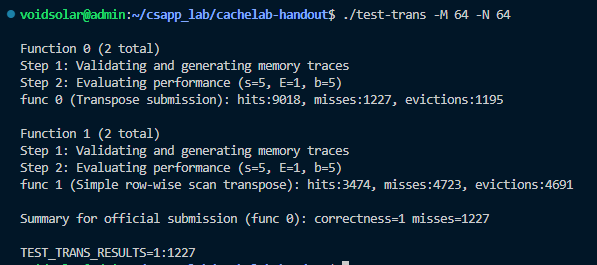 voidsolar@admin:~/csapp_lab/cachelab-handout$ ./test-trans -M 64 -N 64
Function 0 (2 total)
Step 1: Validating and generating memory traces
Step 2: Evaluating performance (s=5, E=1, b=5)
func 0 (Transpose submission): hits:9018, misses:1227, evictions:1195
Function 1 (2 total)
Step 1: Validating and generating memory traces
Step 2: Evaluating performance (s=5, E=1, b=5)
func 1 (Simple row-wise scan transpose): hits:3474, misses:4723, evictions:4691
Summary for official submission (func 0): correctness=1 misses=1227
TEST_TRANS_RESULTS=1:1227